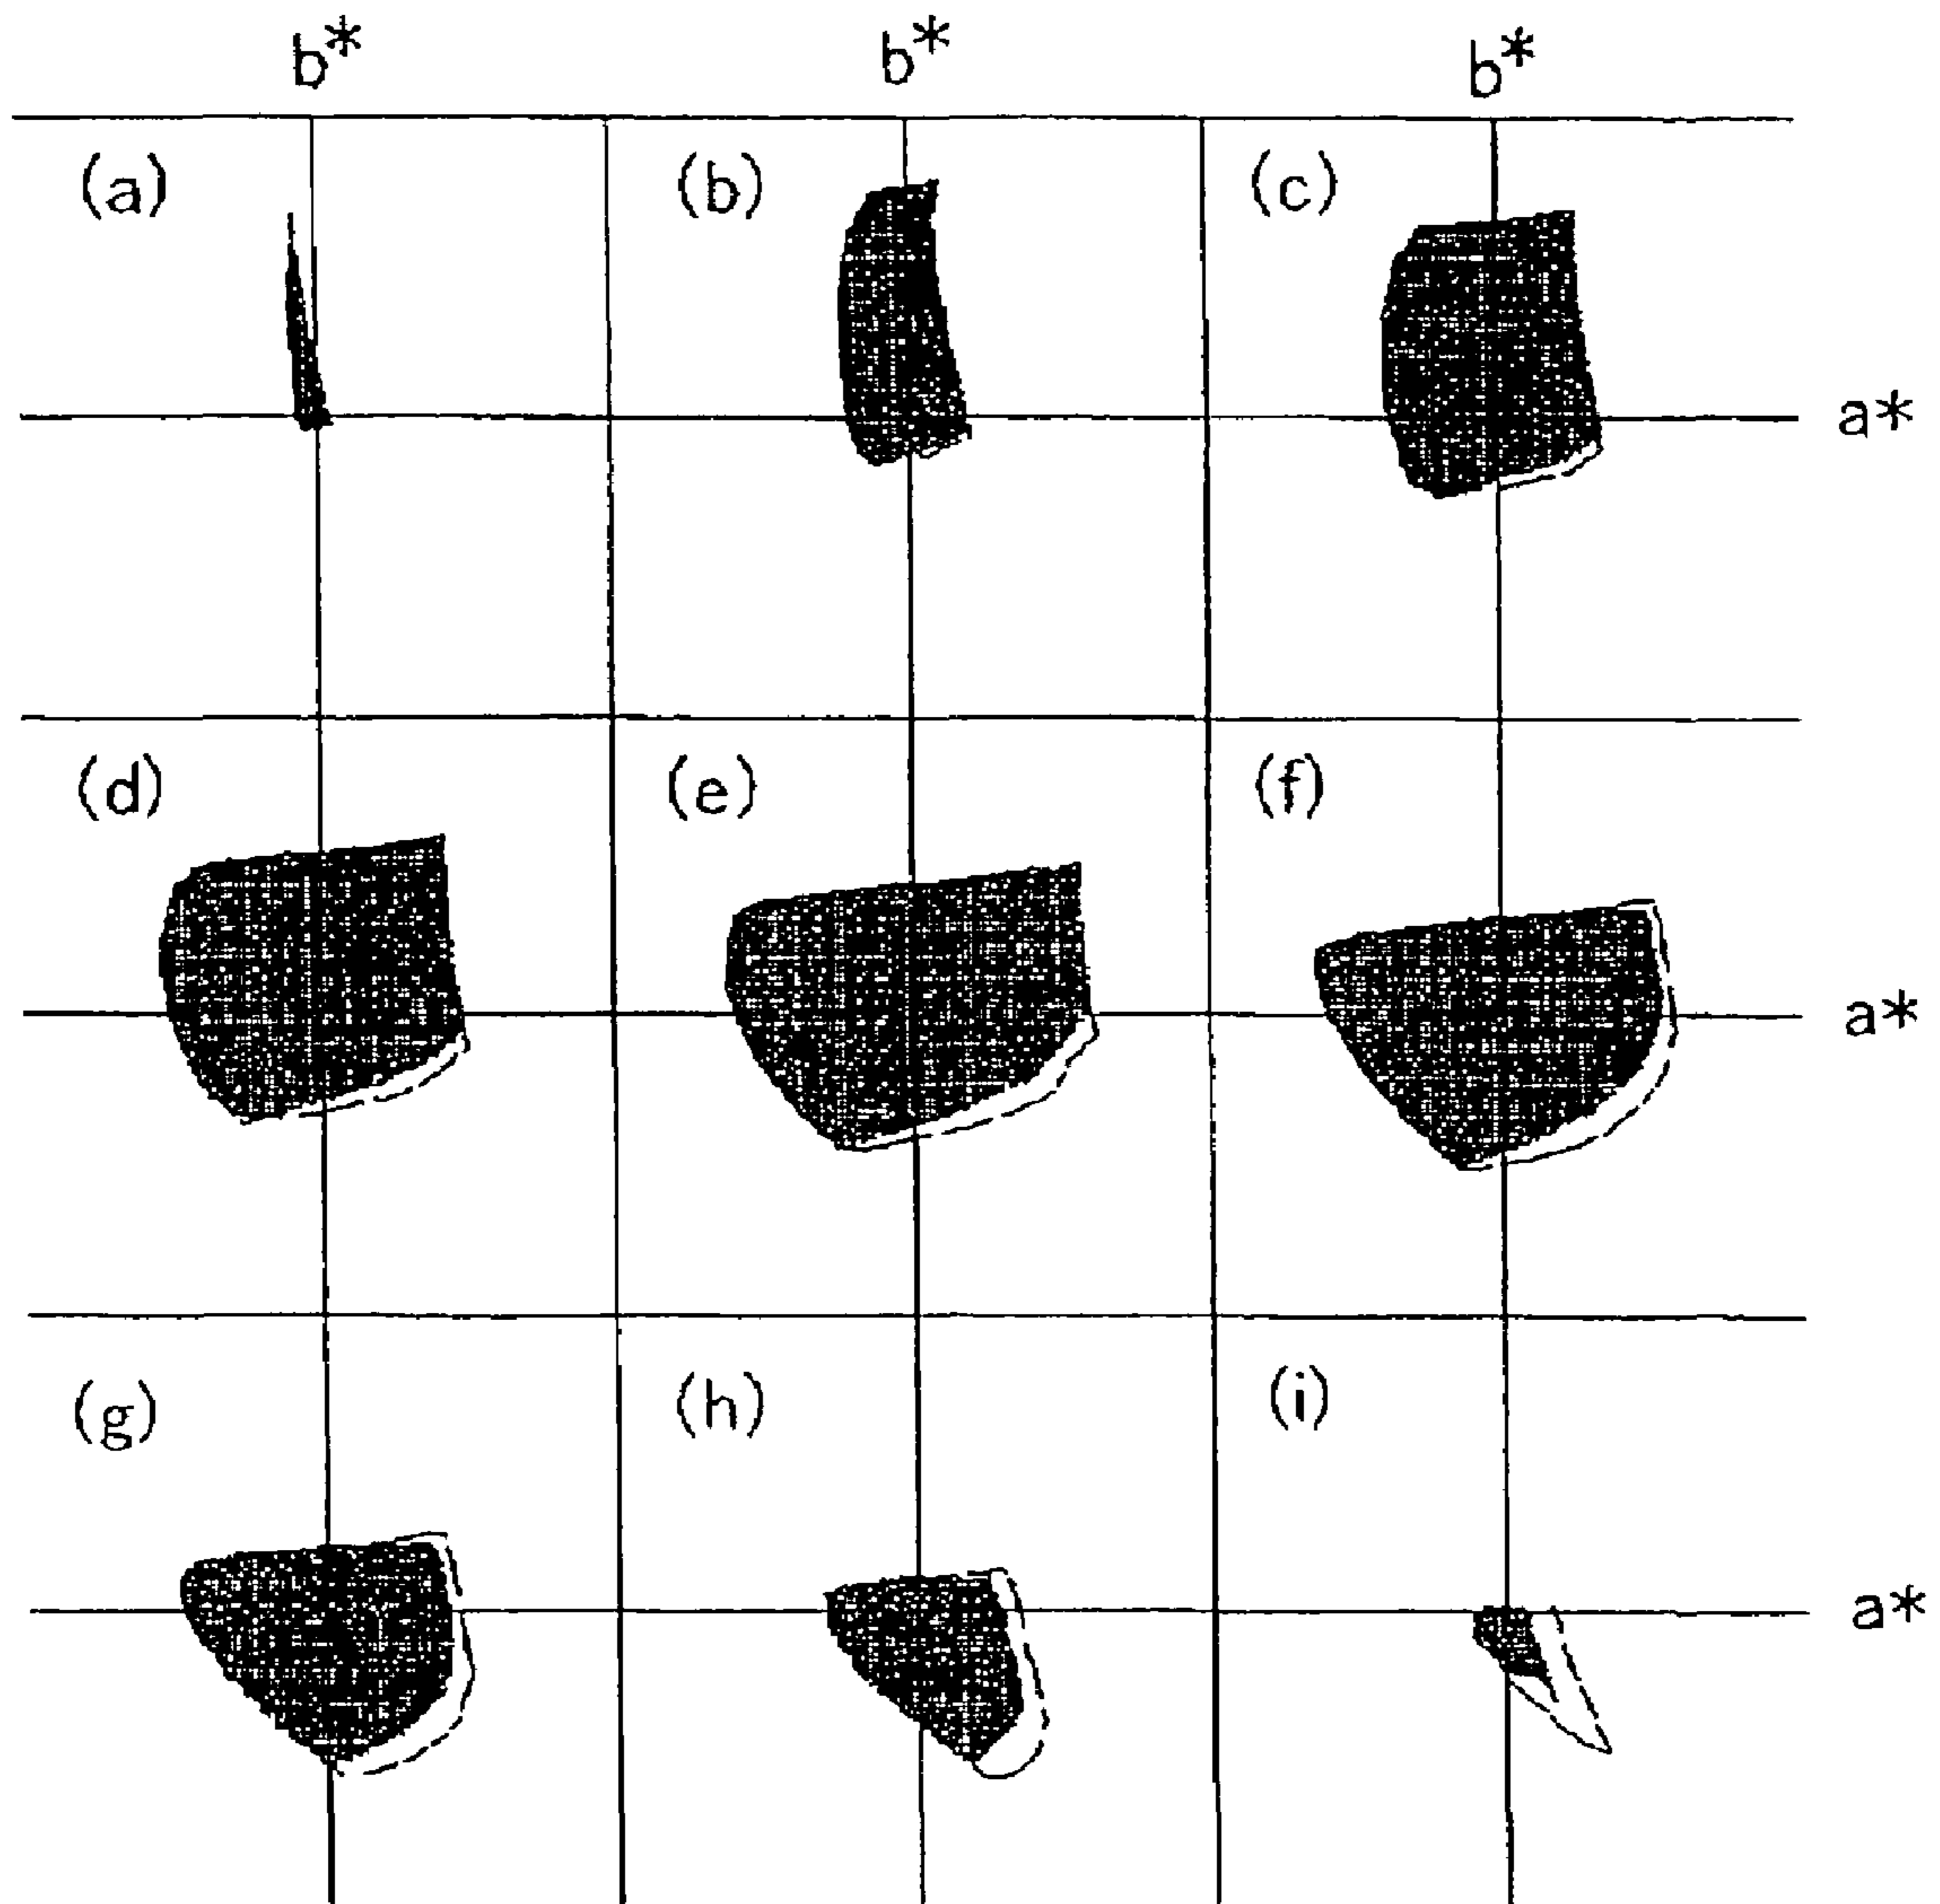 b* b* b*
(a) (b) (c)
a*
(d) (e) (f)
a*
(g) (h) (i)
a*